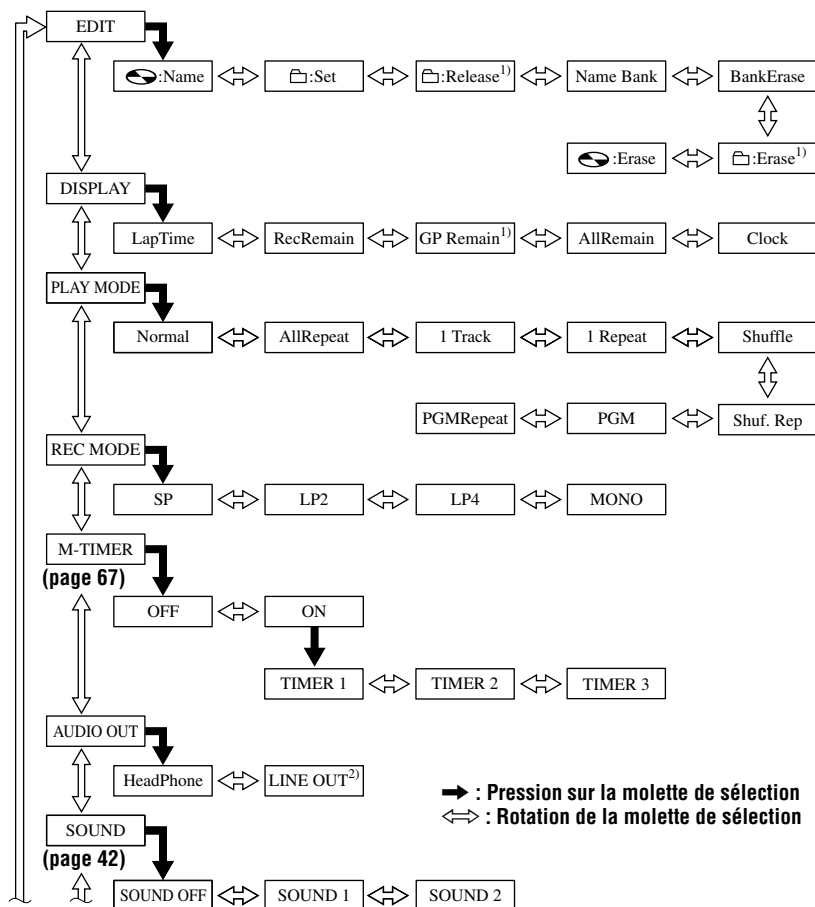 EDIT
:Name :Set :Release1) Name Bank BankErase
:Erase :Erase1)
DISPLAY
LapTime RecRemain GP Remain1) AllRemain Clock
PLAY MODE
Normal AllRepeat 1 Track 1 Repeat Shuffle
PGMRepeat PGM Shuf. Rep
REC MODE
SP LP2 LP4 MONO
M-TIMER
(page 67)
OFF ON
TIMER 1 TIMER 2 TIMER 3
AUDIO OUT
HeadPhone LINE OUT2)
: Pression sur la molette de sélection
: Rotation de la molette de sélection
SOUND
(page 42)
SOUND OFF SOUND 1 SOUND 2